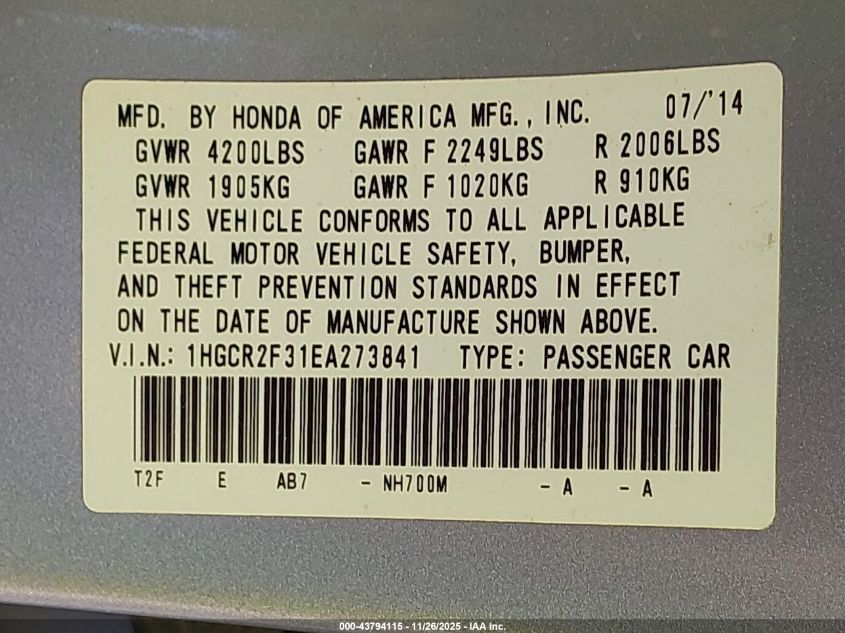 MFD. BY HONDA OF AMERICA MFG., INC. 07/'14
GVWR 4200LBS GAWR F 2249LBS R 2006LBS
GVWR 1905KG GAWR F 1020KG R 910KG
THIS VEHICLE CONFORMS TO ALL APPLICABLE
FEDERAL MOTOR VEHICLE SAFETY, BUMPER,
AND THEFT PREVENTION STANDARDS IN EFFECT
ON THE DATE OF MANUFACTURE SHOWN ABOVE.
V.I.N.: 1HGCR2F31EA273841 TYPE: PASSENGER CAR
T2F E AB7 - NH700M - A - A
000-43794115 - 11/26/2025 - IAA Inc.